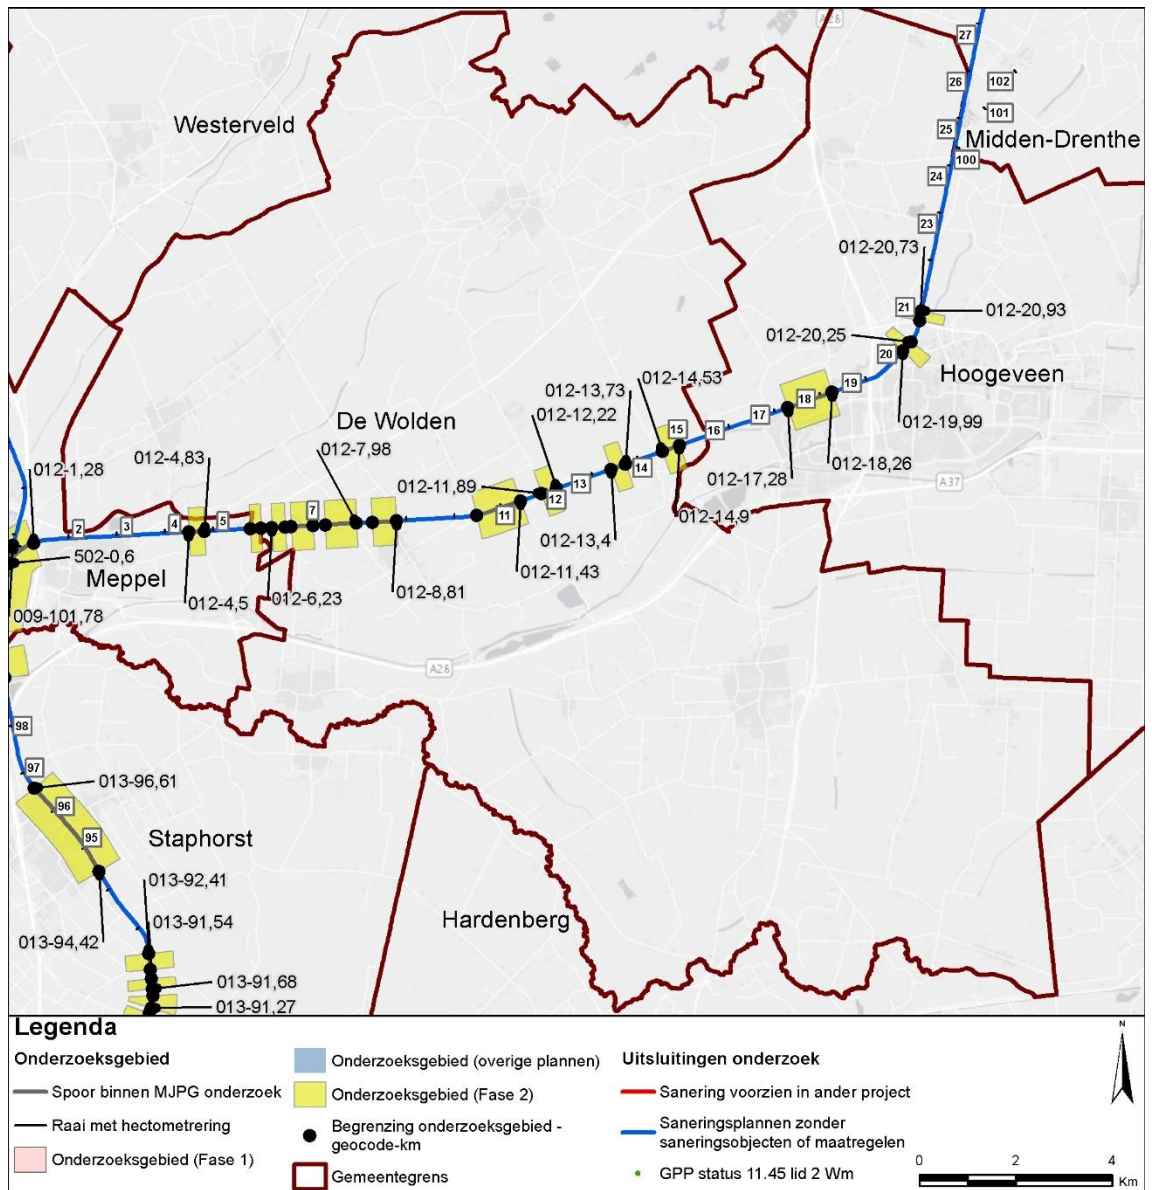 A28
27
26
102
101
Westerveld
25
Midden-Drenthe
100
24
23
012-20,73
21
012-20,93
012-20,25
20
Hoogeveen
012-13,73
012-14,53
19
18
012-12,22
De Wolden
17
012-19,99
16
15
012-7,98
012-4,83
012-1,28
012-18,26
14
012-17,28
A37
13
012-11,89
12
11
012-14,9
7
5
4
3
2
012-13,4
502-0,6
012-11,43
Meppel
012-8,81
012-6,23
012-4,5
009-101,78
A28
98
97
013-96,61
96
95
Staphorst
013-92,41
013-91,54
Hardenberg
013-94,42
013-91,68
013-91,27
Legenda
Onderzoeksgebied
Spoor binnen MJPG onderzoek
Raai met hectometrering
Onderzoeksgebied (Fase 1)
Onderzoeksgebied (overige plannen)
Onderzoeksgebied (Fase 2)
Begrenzing onderzoeksgebied -
geocode-km
Gemeentegrens
Uitsluitingen onderzoek
Sanering voorzien in ander project
Saneringsplannen zonder
saneringsobjecten of maatregelen
GPP status 11.45 lid 2 Wm
N
0 2 4
Km